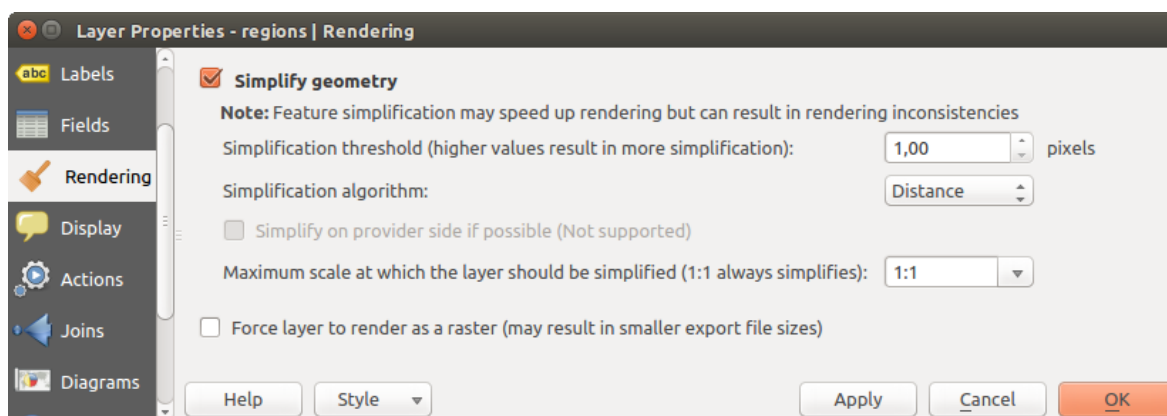 Layer Properties - regions | Rendering
abc Labels
Fields
Rendering
Display
Actions
Joins
Diagrams
Simplify geometry
Note: Feature simplification may speed up rendering but can result in rendering inconsistencies
Simplification threshold (higher values result in more simplification): 1,00 pixels
Simplification algorithm: Distance
Simplify on provider side if possible (Not supported)
Maximum scale at which the layer should be simplified (1:1 always simplifies): 1:1
Force layer to render as a raster (may result in smaller export file sizes)
Help Style Apply Cancel OK